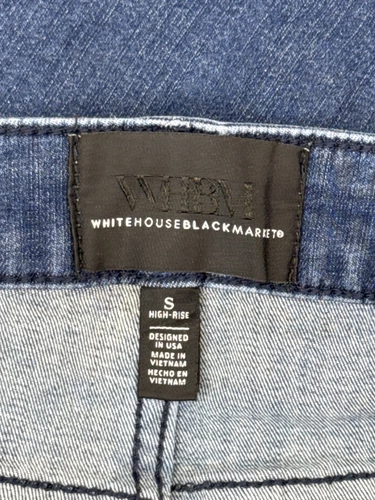 WHBM
WHITEHOUSEBLACKMARKET®
S
HIGH-RISE
DESIGNED
IN USA
MADE IN
VIETNAM
HECHO EN
VIETNAM